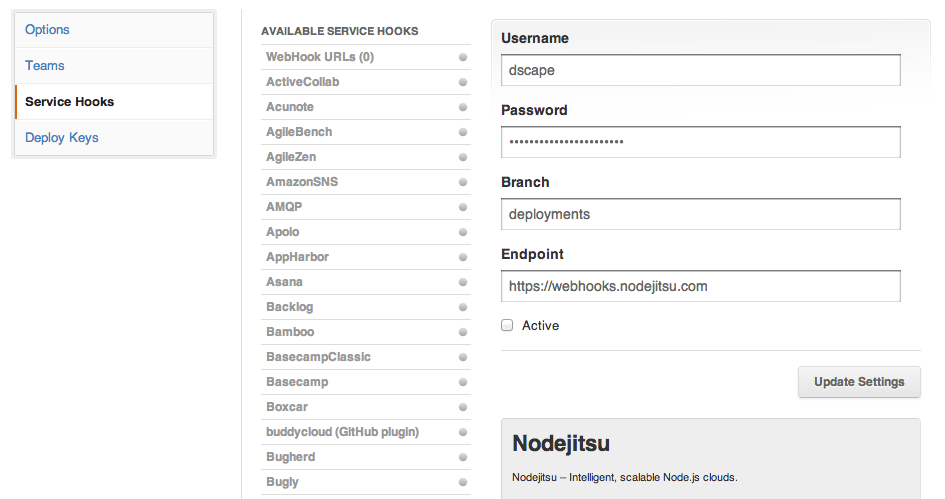 Options
Teams
Service Hooks
Deploy Keys
AVAILABLE SERVICE HOOKS
WebHook URLs (0)
ActiveCollab
Acunote
AgileBench
AgileZen
AmazonSNS
AMQP
Apoio
AppHarbor
Asana
Backlog
Bamboo
BasecampClassic
Basecamp
Boxcar
buddycloud (GitHub plugin)
Bugherd
Bugly
Username
dscape
Password
•••••••••••••••••••••••
Branch
deployments
Endpoint
https://webhooks.nodejitsu.com
Active
Update Settings
Nodejitsu
Nodejitsu – Intelligent, scalable Node.js clouds.